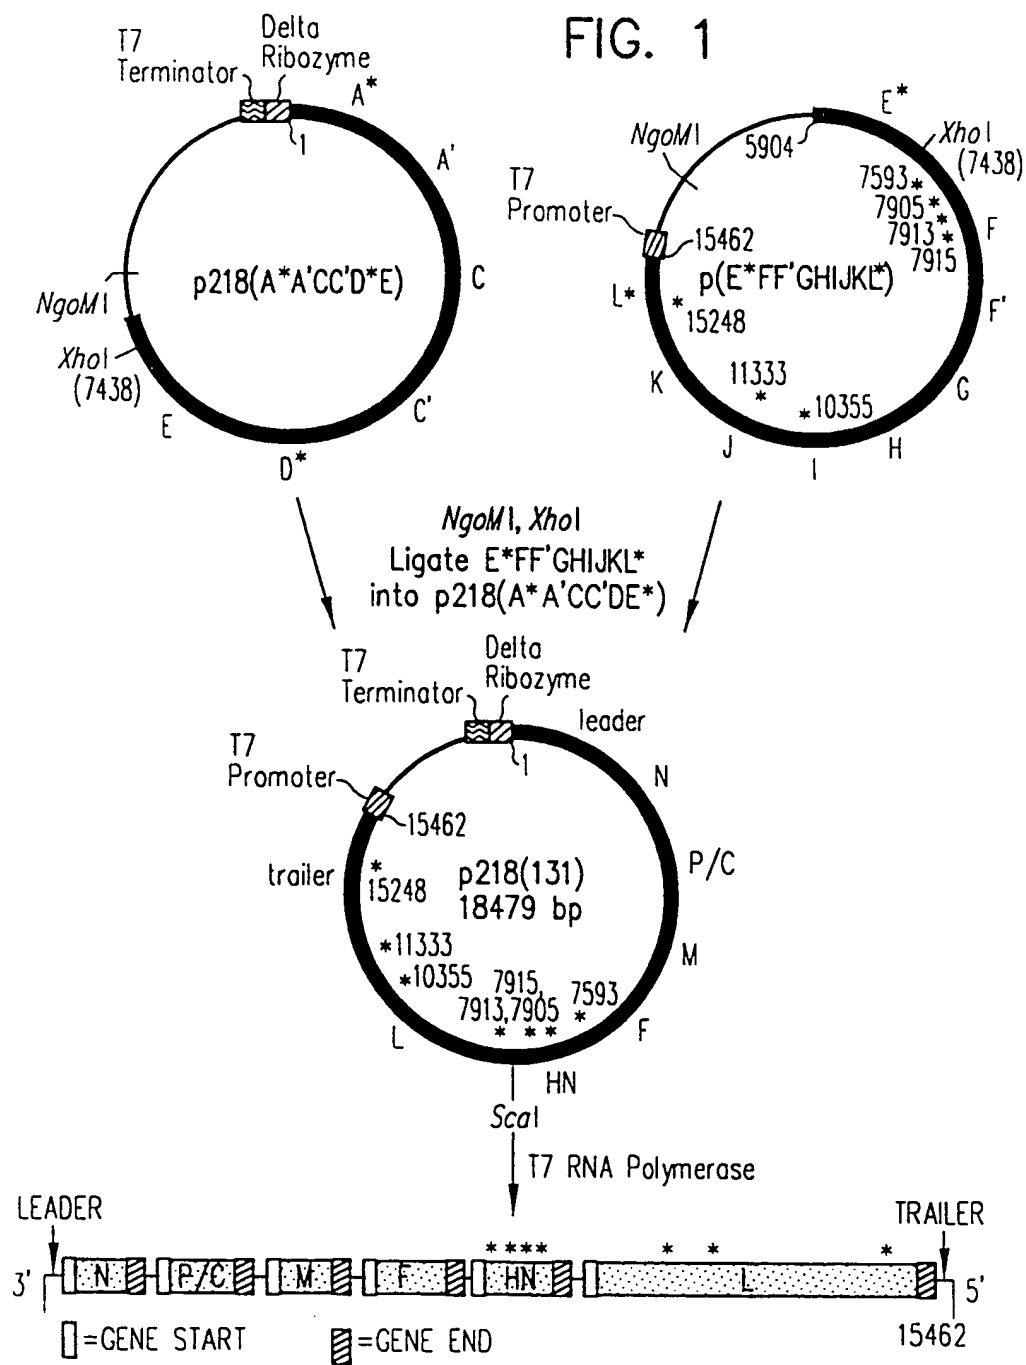 FIG. 1
T7
Terminator
Delta
Ribozyme
A*
1
A'
C
C'
D*
E
XhoI
(7438)
NgoMI
p218(A*A'CC'D*E)
E*
XhoI
(7438)
NgoMI
5904
T7
Promoter
15462
7593 *
7905 *
*
7913 *
7915
F
F'
G
H
I
J
K
L*
p(E*FF'GHIJKL*)
* 15248
11333
*
* 10355
NgoMI, XhoI
Ligate E*FF'GHIJKL*
into p218(A*A'CC'DE*)
T7
Terminator
Delta
Ribozyme
leader
1
T7
Promoter
15462
N
P/C
M
F
HN
L
trailer
p218(131)
18479 bp
*
15248
*11333
*10355
7915,
7913,7905
* * *
7593
*
ScaI
T7 RNA Polymerase
LEADER
TRAILER
* * * * * * *
3' N P/C M F HN L 5'
15462
=GENE START =GENE END